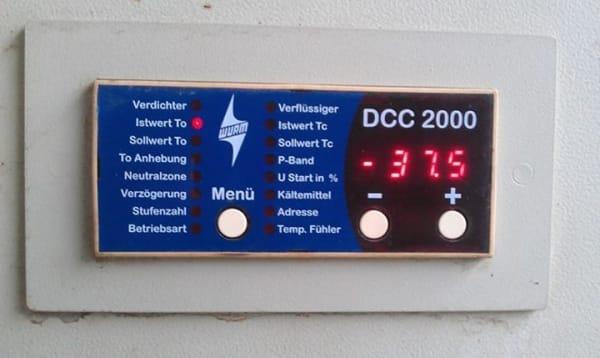 Verdichter
Istwert To
Sollwert To
To Anhebung
Neutralzone
Verzögerung
Stufenzahl
Betriebsart
WURM
Menü
Verflüssiger
Istwert Tc
Sollwert Tc
P-Band
U Start in %
Kältemittel
Adresse
Temp. Fühler
DCC 2000
-37.5
- +